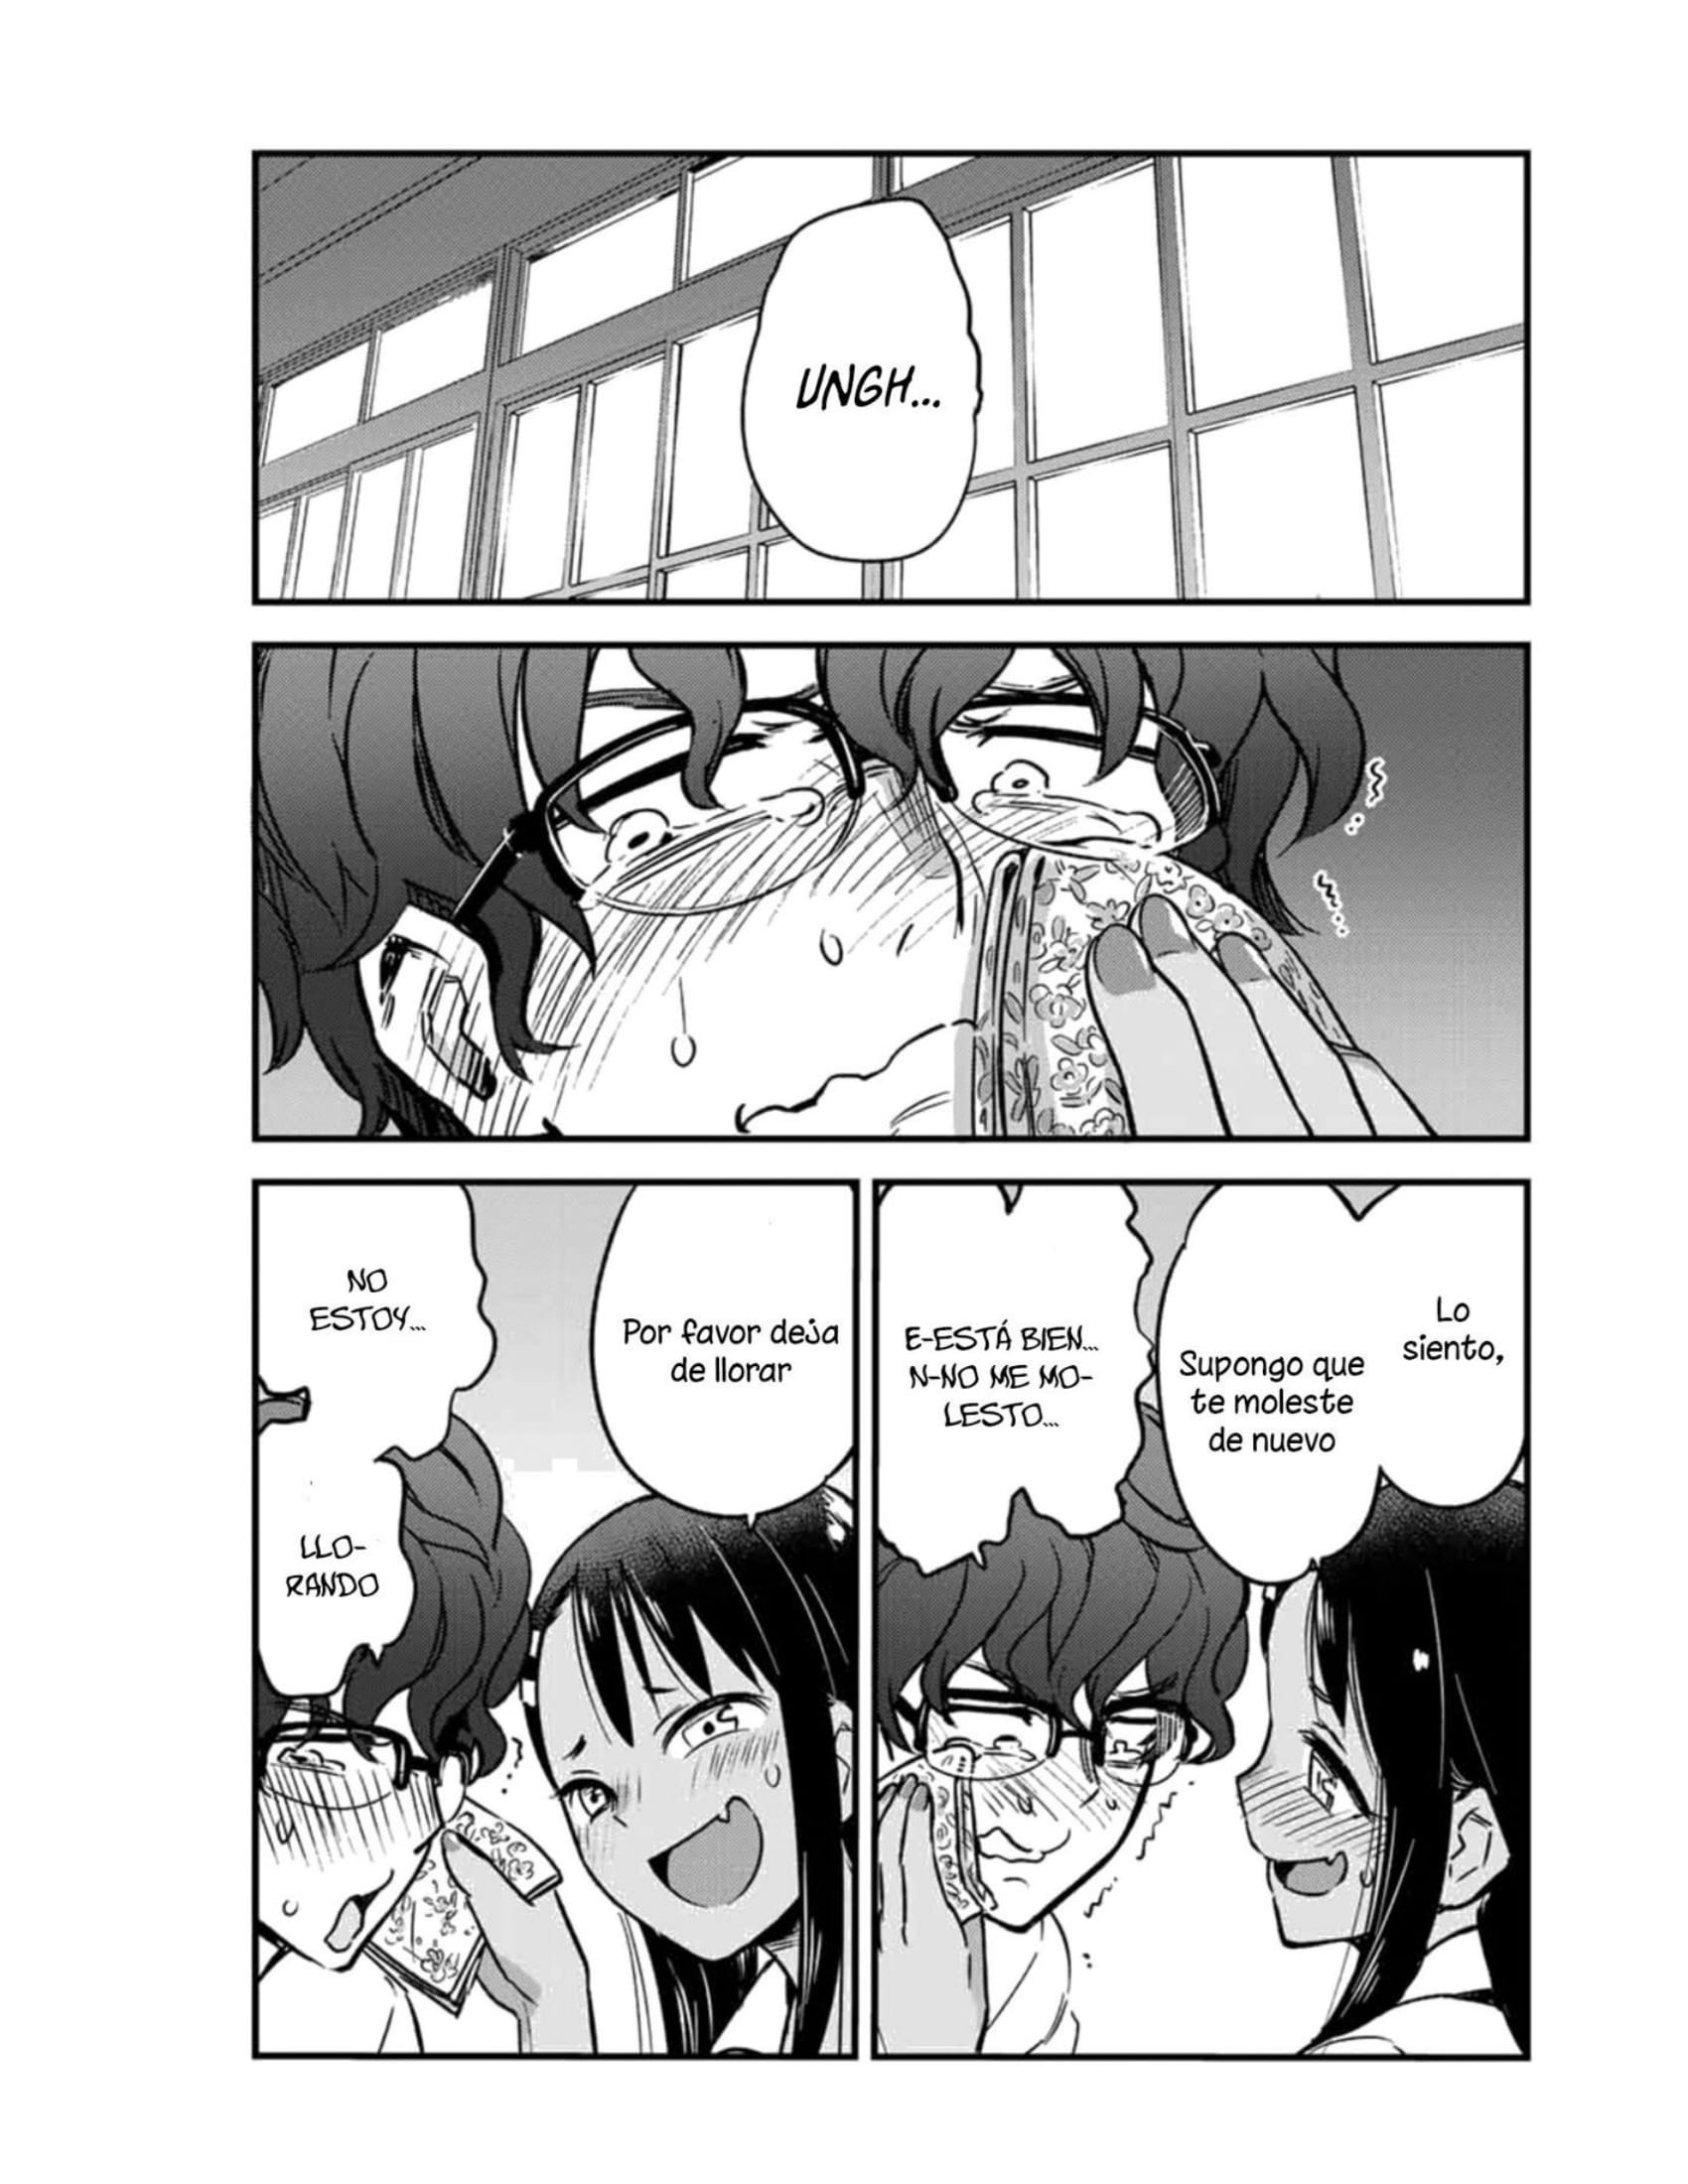 UNGH...
Lo
siento,
Supongo que
te moleste
de nuevo
E-ESTÁ BIEN...
N-NO ME MO-
LESTO...
Por favor deja
de llorar
NO
ESTOY...
LLO-
RANDO